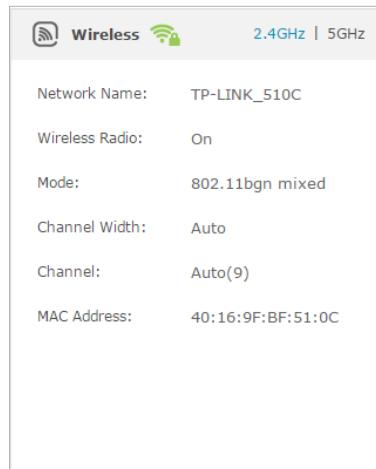 Wireless 2.4GHz | 5GHz
Network Name: TP-LINK_510C
Wireless Radio: On
Mode: 802.11bgn mixed
Channel Width: Auto
Channel: Auto(9)
MAC Address: 40:16:9F:BF:51:0C